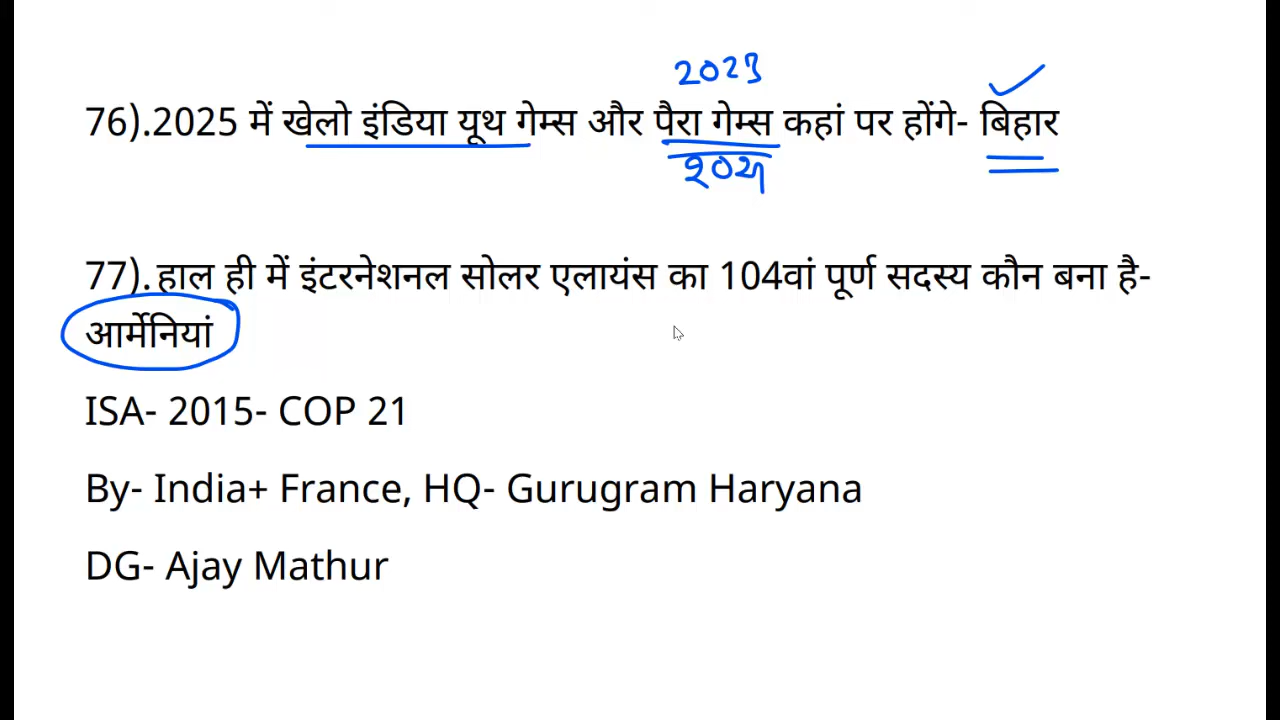 2023
76).2025 में खेलो इंडिया यूथ गेम्स और पैरा गेम्स कहां पर होंगे- बिहार
77). हाल ही में इंटरनेशनल सोलर एलायंस का 104वां पूर्ण सदस्य कौन बना है-
आर्मेनियां
ISA- 2015- COP 21
By- India+ France, HQ- Gurugram Haryana
DG- Ajay Mathur